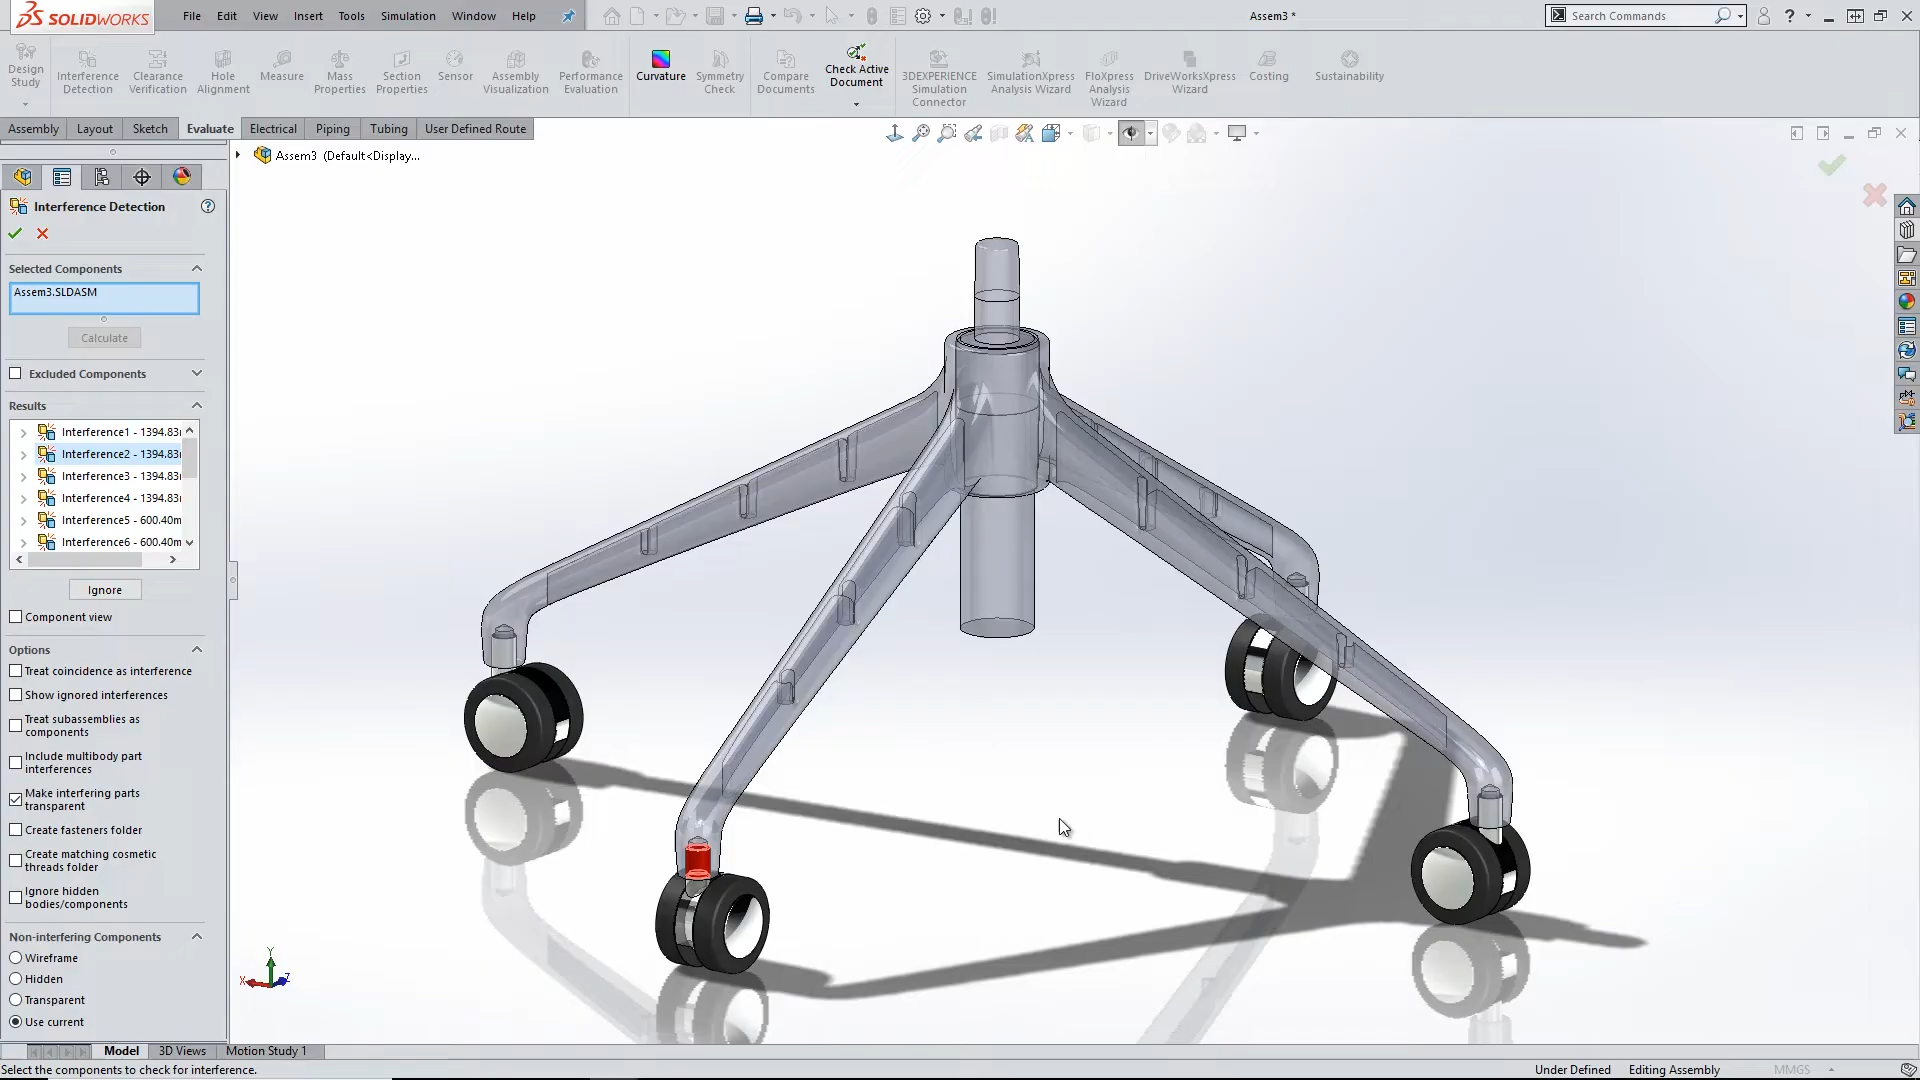 SOLIDWORKS
File Edit View Insert Tools Simulation Window Help
Assem3 *
Search Commands
Design Study
Interference Detection
Clearance Verification
Hole Alignment
Measure
Mass Properties
Section Properties
Sensor
Assembly Visualization
Performance Evaluation
Curvature
Symmetry Check
Compare Documents
Check Active Document
3DEXPERIENCE Simulation Connector
SimulationXpress Analysis Wizard
FloXpress Analysis Wizard
DriveWorksXpress Wizard
Costing
Sustainability
Assembly Layout Sketch Evaluate Electrical Piping Tubing User Defined Route
Assem3 (Default<Display...
Interference Detection
Selected Components
Assem3.SLDASM
Calculate
Excluded Components
Results
Interference1 - 1394.83
Interference2 - 1394.83
Interference3 - 1394.83
Interference4 - 1394.83
Interference5 - 600.40m
Interference6 - 600.40m
Ignore
Component view
Options
Treat coincidence as interference
Show ignored interferences
Treat subassemblies as
components
Include multibody part
interferences
Make interfering parts
transparent
Create fasteners folder
Create matching cosmetic
threads folder
Ignore hidden
bodies/components
Non-interfering Components
Wireframe
Hidden
Transparent
Use current
Y
X
Z
Model 3D Views Motion Study 1
Select the components to check for interference.
Under Defined Editing Assembly MMGS